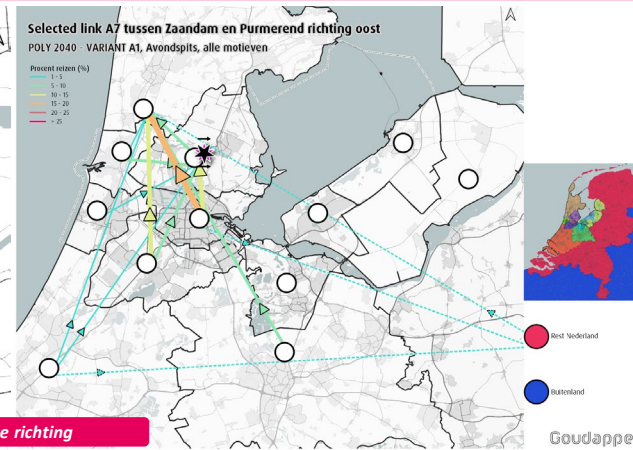 Selected link A7 tussen Zaandam en Purmerend richting oost
POLY 2040 - VARIANT A1, Avondspits, alle motieven
Procent reizen (%)
1 - 5
5 - 10
10 - 15
15 - 20
20 - 25
> 25
Rest Nederland
Buitenland
e richting
Goudappe